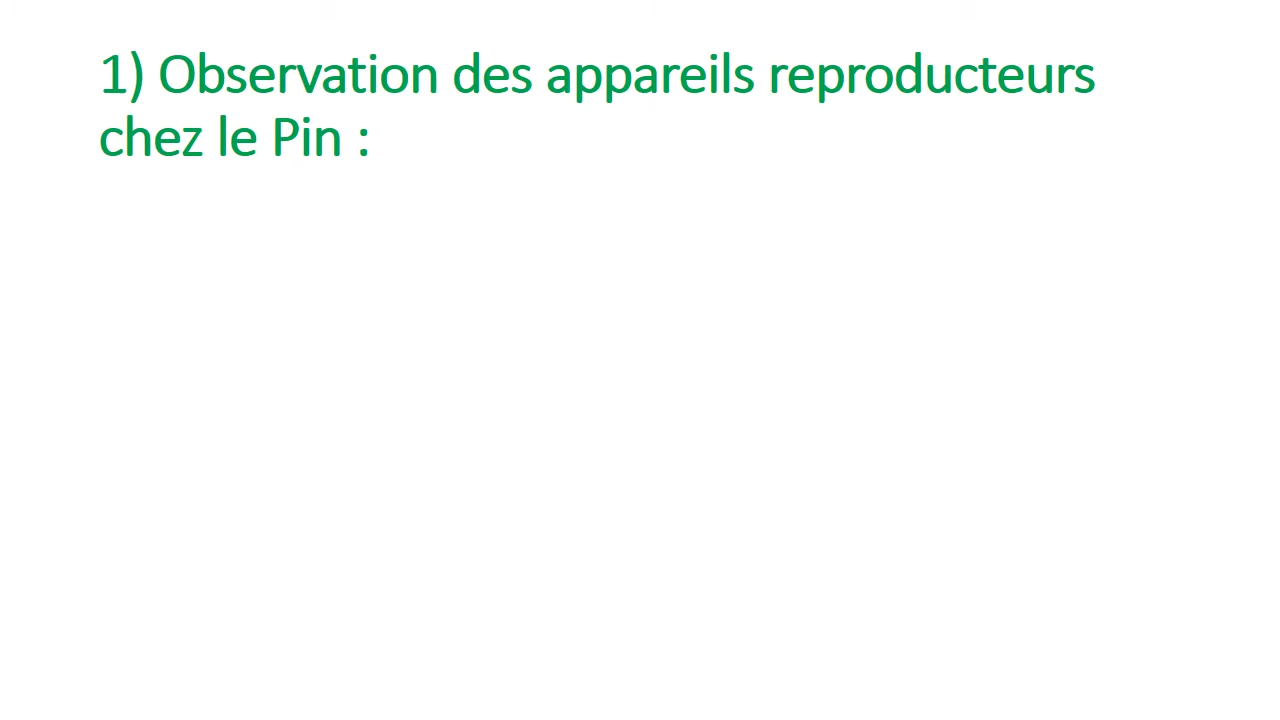 1) Observation des appareils reproducteurs
chez le Pin :